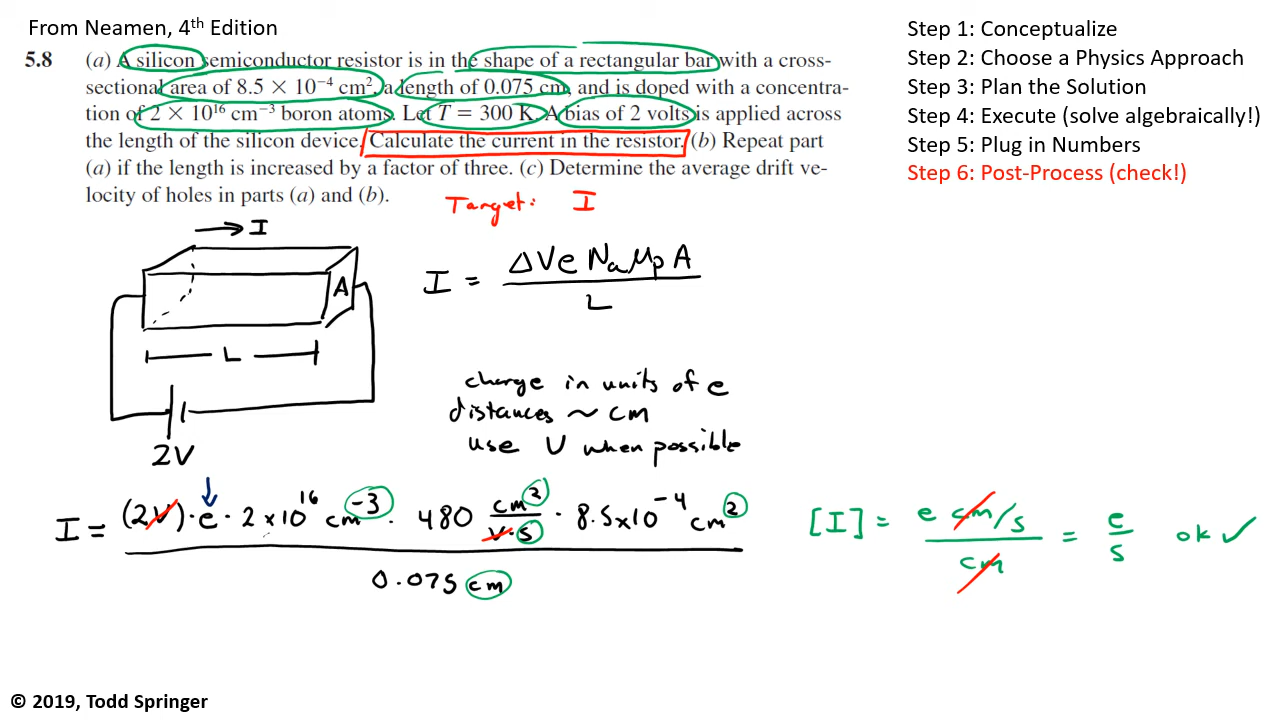 From Neamen, 4th Edition
5.8 (a) A silicon semiconductor resistor is in the shape of a rectangular bar with a cross-
sectional area of 8.5 × 10⁻⁴ cm², a length of 0.075 cm, and is doped with a concentra-
tion of 2 × 10¹⁶ cm⁻³ boron atoms. Let T = 300 K. A bias of 2 volts is applied across
the length of the silicon device. Calculate the current in the resistor. (b) Repeat part
(a) if the length is increased by a factor of three. (c) Determine the average drift ve-
locity of holes in parts (a) and (b).
Step 1: Conceptualize
Step 2: Choose a Physics Approach
Step 3: Plan the Solution
Step 4: Execute (solve algebraically!)
Step 5: Plug in Numbers
Step 6: Post-Process (check!)
Target: I
→ I
A
L
2V
I = ΔV e Na μp A / L
charge in units of e
distances ~ cm
use V when possible
I = (2V) · e · 2×10¹⁶ cm⁻³ · 480 cm²/V·s · 8.5×10⁻⁴ cm² / 0.075 cm
[I] = e cm/s / cm = e/s ok ✓
© 2019, Todd Springer